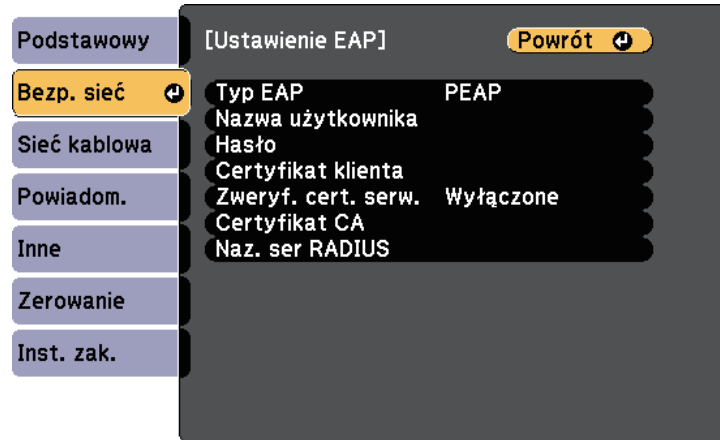 Podstawowy
Bezp. sieć
Sieć kablowa
Powiadom.
Inne
Zerowanie
Inst. zak.
[Ustawienie EAP]
Powrót
Typ EAP PEAP
Nazwa użytkownika
Hasło
Certyfikat klienta
Zweryf. cert. serw. Wyłączone
Certyfikat CA
Naz. ser RADIUS